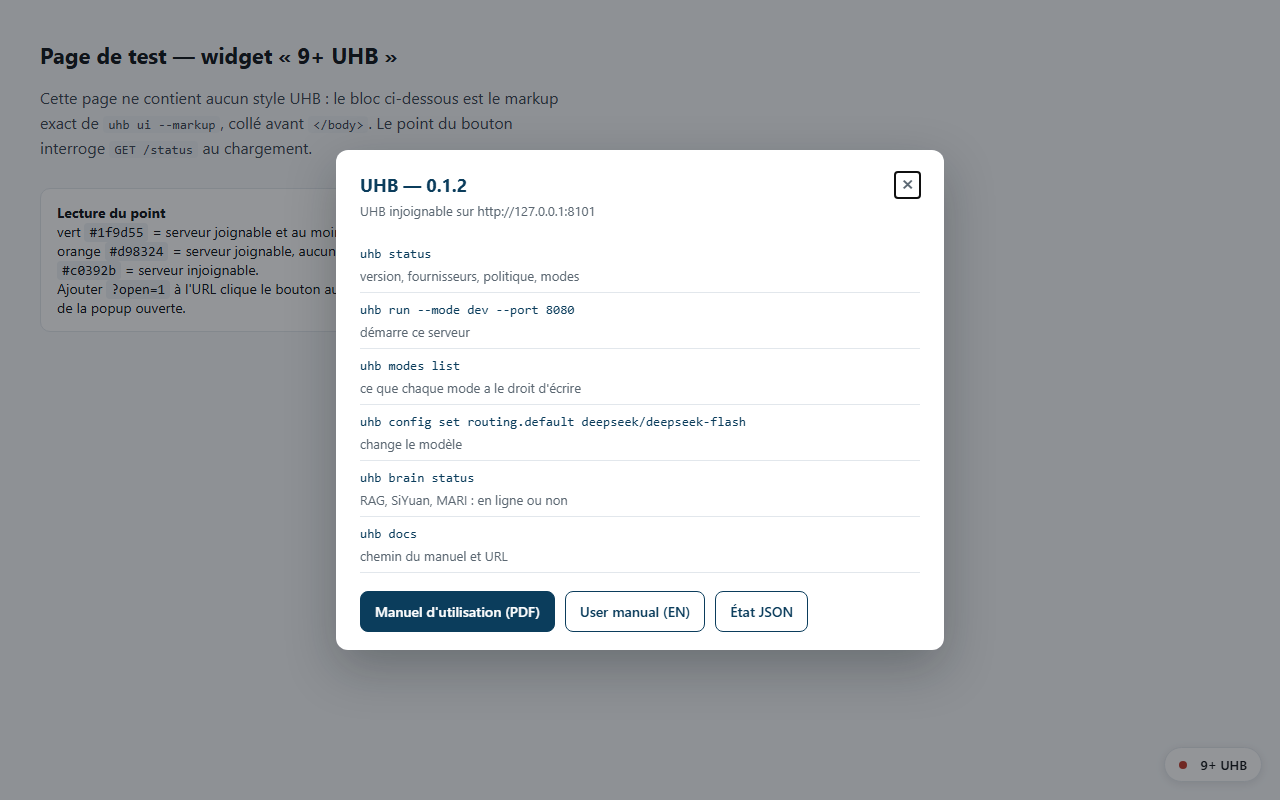 Page de test — widget « 9+ UHB »
Cette page ne contient aucun style UHB : le bloc ci-dessous est le markup
exact de uhb ui --markup, collé avant </body>. Le point du bouton
interroge GET /status au chargement.
Lecture du point
vert #1f9d55 = serveur joignable et au moi
orange #d98324 = serveur joignable, aucun
#c0392b = serveur injoignable.
Ajouter ?open=1 à l'URL clique le bouton au
de la popup ouverte.
UHB — 0.1.2
✕
UHB injoignable sur http://127.0.0.1:8101
uhb status
version, fournisseurs, politique, modes
uhb run --mode dev --port 8080
démarre ce serveur
uhb modes list
ce que chaque mode a le droit d'écrire
uhb config set routing.default deepseek/deepseek-flash
change le modèle
uhb brain status
RAG, SiYuan, MARI : en ligne ou non
uhb docs
chemin du manuel et URL
Manuel d'utilisation (PDF)
User manual (EN)
État JSON
9+ UHB